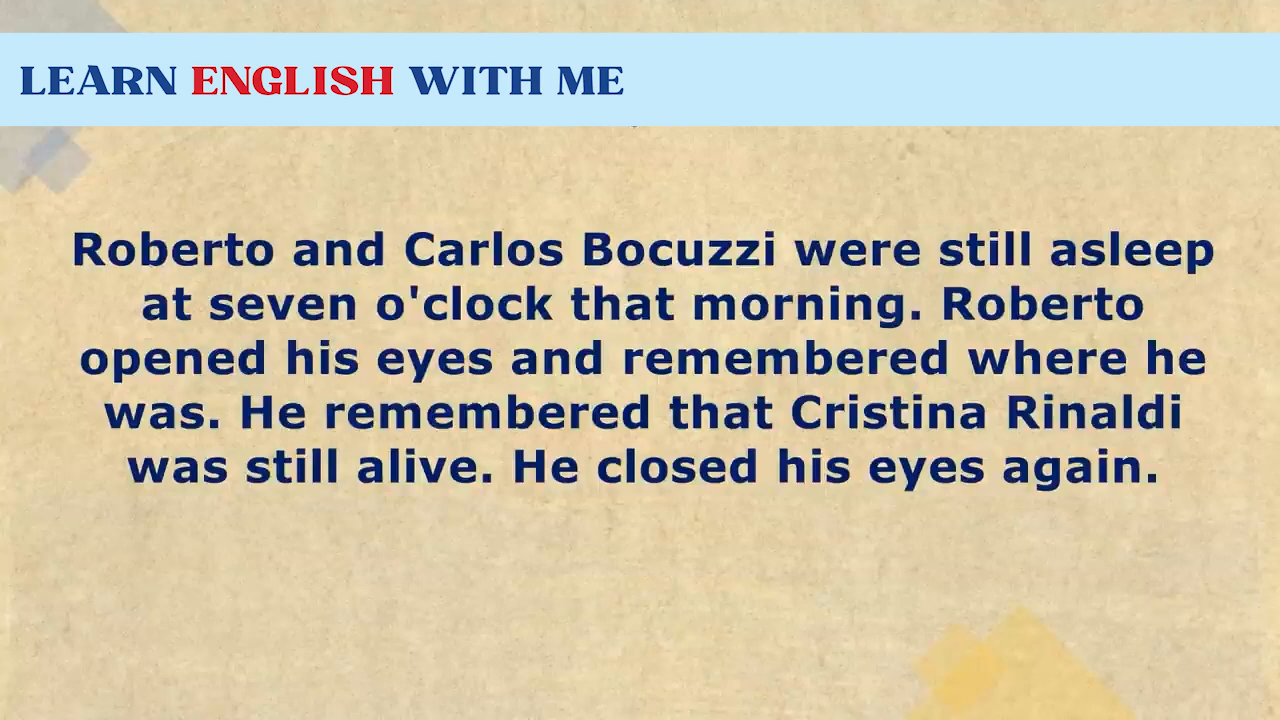 LEARN ENGLISH WITH ME
Roberto and Carlos Bocuzzi were still asleep
at seven o'clock that morning. Roberto
opened his eyes and remembered where he
was. He remembered that Cristina Rinaldi
was still alive. He closed his eyes again.